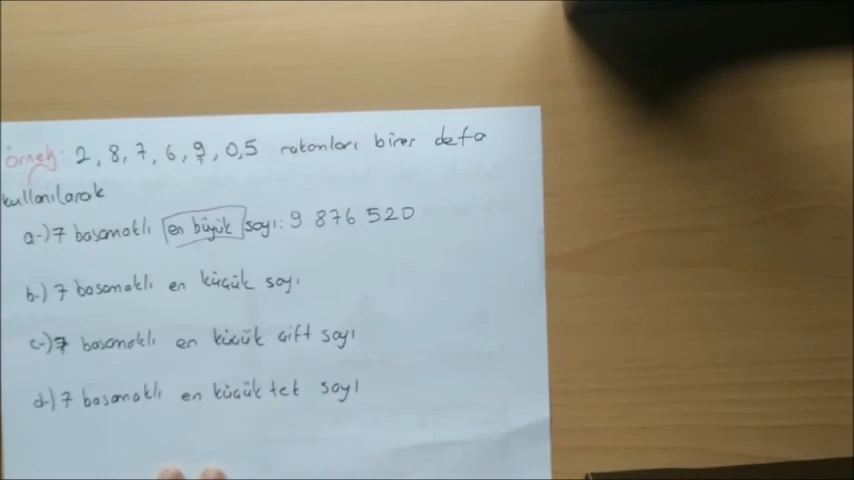 Örnek: 2, 8, 7, 6, 9, 0,5 rakamları birer defa
kullanılarak
a-) 7 basamaklı en büyük sayı: 9 876 520
b-) 7 basamaklı en küçük sayı
c-) 7 basamaklı en küçük çift sayı
d-) 7 basamaklı en küçük tek sayı